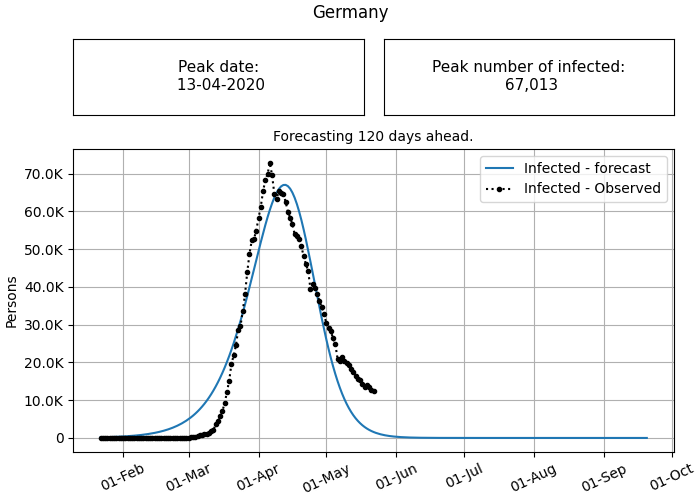 Germany
Peak date:
13-04-2020
Peak number of infected:
67,013
Forecasting 120 days ahead.
Infected - forecast
Infected - Observed
70.0K
60.0K
50.0K
40.0K
30.0K
20.0K
10.0K
0
Persons
01-Feb
01-Mar
01-Apr
01-May
01-Jun
01-Jul
01-Aug
01-Sep
01-Oct